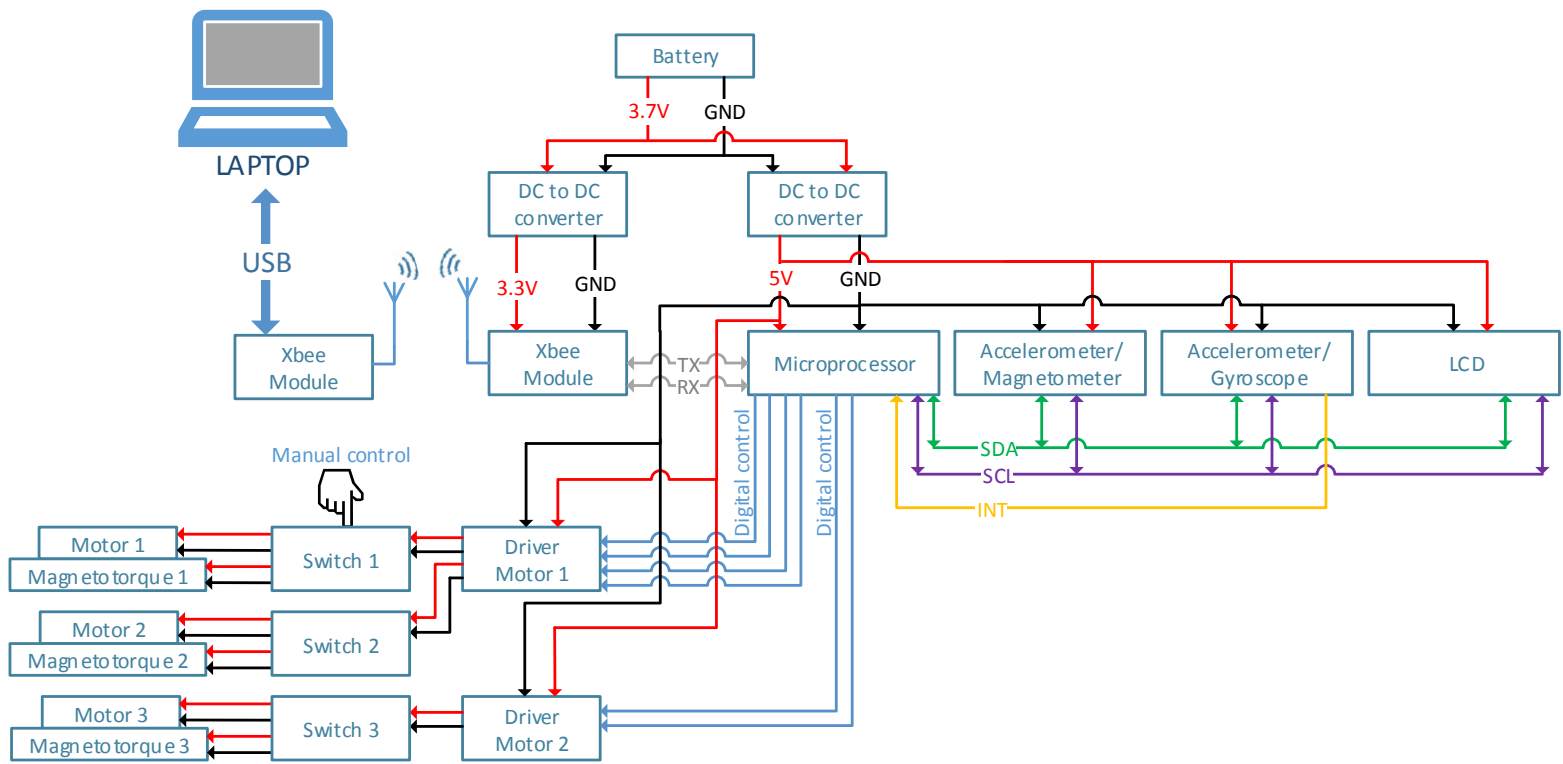 Battery
3.7V
GND
LAPTOP
DC to DC
converter
DC to DC
converter
USB
3.3V
GND
5V
GND
Xbee
Module
Xbee
Module
TX
RX
Microprocessor
Accelerometer/
Magnetometer
Accelerometer/
Gyroscope
LCD
SDA
SCL
INT
Digital control
Digital control
Manual control
Motor 1
Magnetotorque 1
Switch 1
Driver
Motor 1
Motor 2
Magnetotorque 2
Switch 2
Motor 3
Magnetotorque 3
Switch 3
Driver
Motor 2